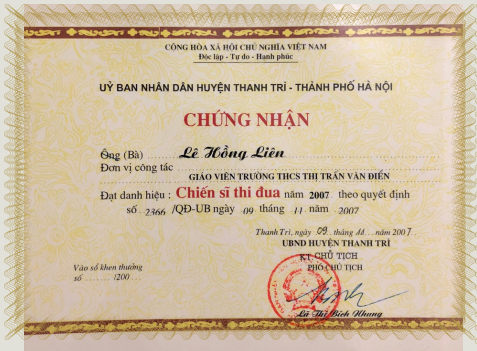 CỘNG HÒA XÃ HỘI CHỦ NGHĨA VIỆT NAM
Độc lập - Tự do - Hạnh phúc
UỶ BAN NHÂN DÂN HUYỆN THANH TRÌ - THÀNH PHỐ HÀ NỘI
CHỨNG NHẬN
Ông (Bà) Lê Hồng Liên
Đơn vị công tác
GIÁO VIÊN TRƯỜNG THCS THỊ TRẤN VĂN ĐIỂN
Đạt danh hiệu : Chiến sĩ thi đua năm 2007 theo quyết định
số 2366 /QĐ-UB ngày 09 tháng 11 năm 2007
Thanh Trì, ngày 09 tháng 11 năm 2007
UBND HUYỆN THANH TRÌ
KT CHỦ TỊCH
PHÓ CHỦ TỊCH
Vào sổ khen thưởng
số ........ /200 ...
Lã Thị Bích Nhung